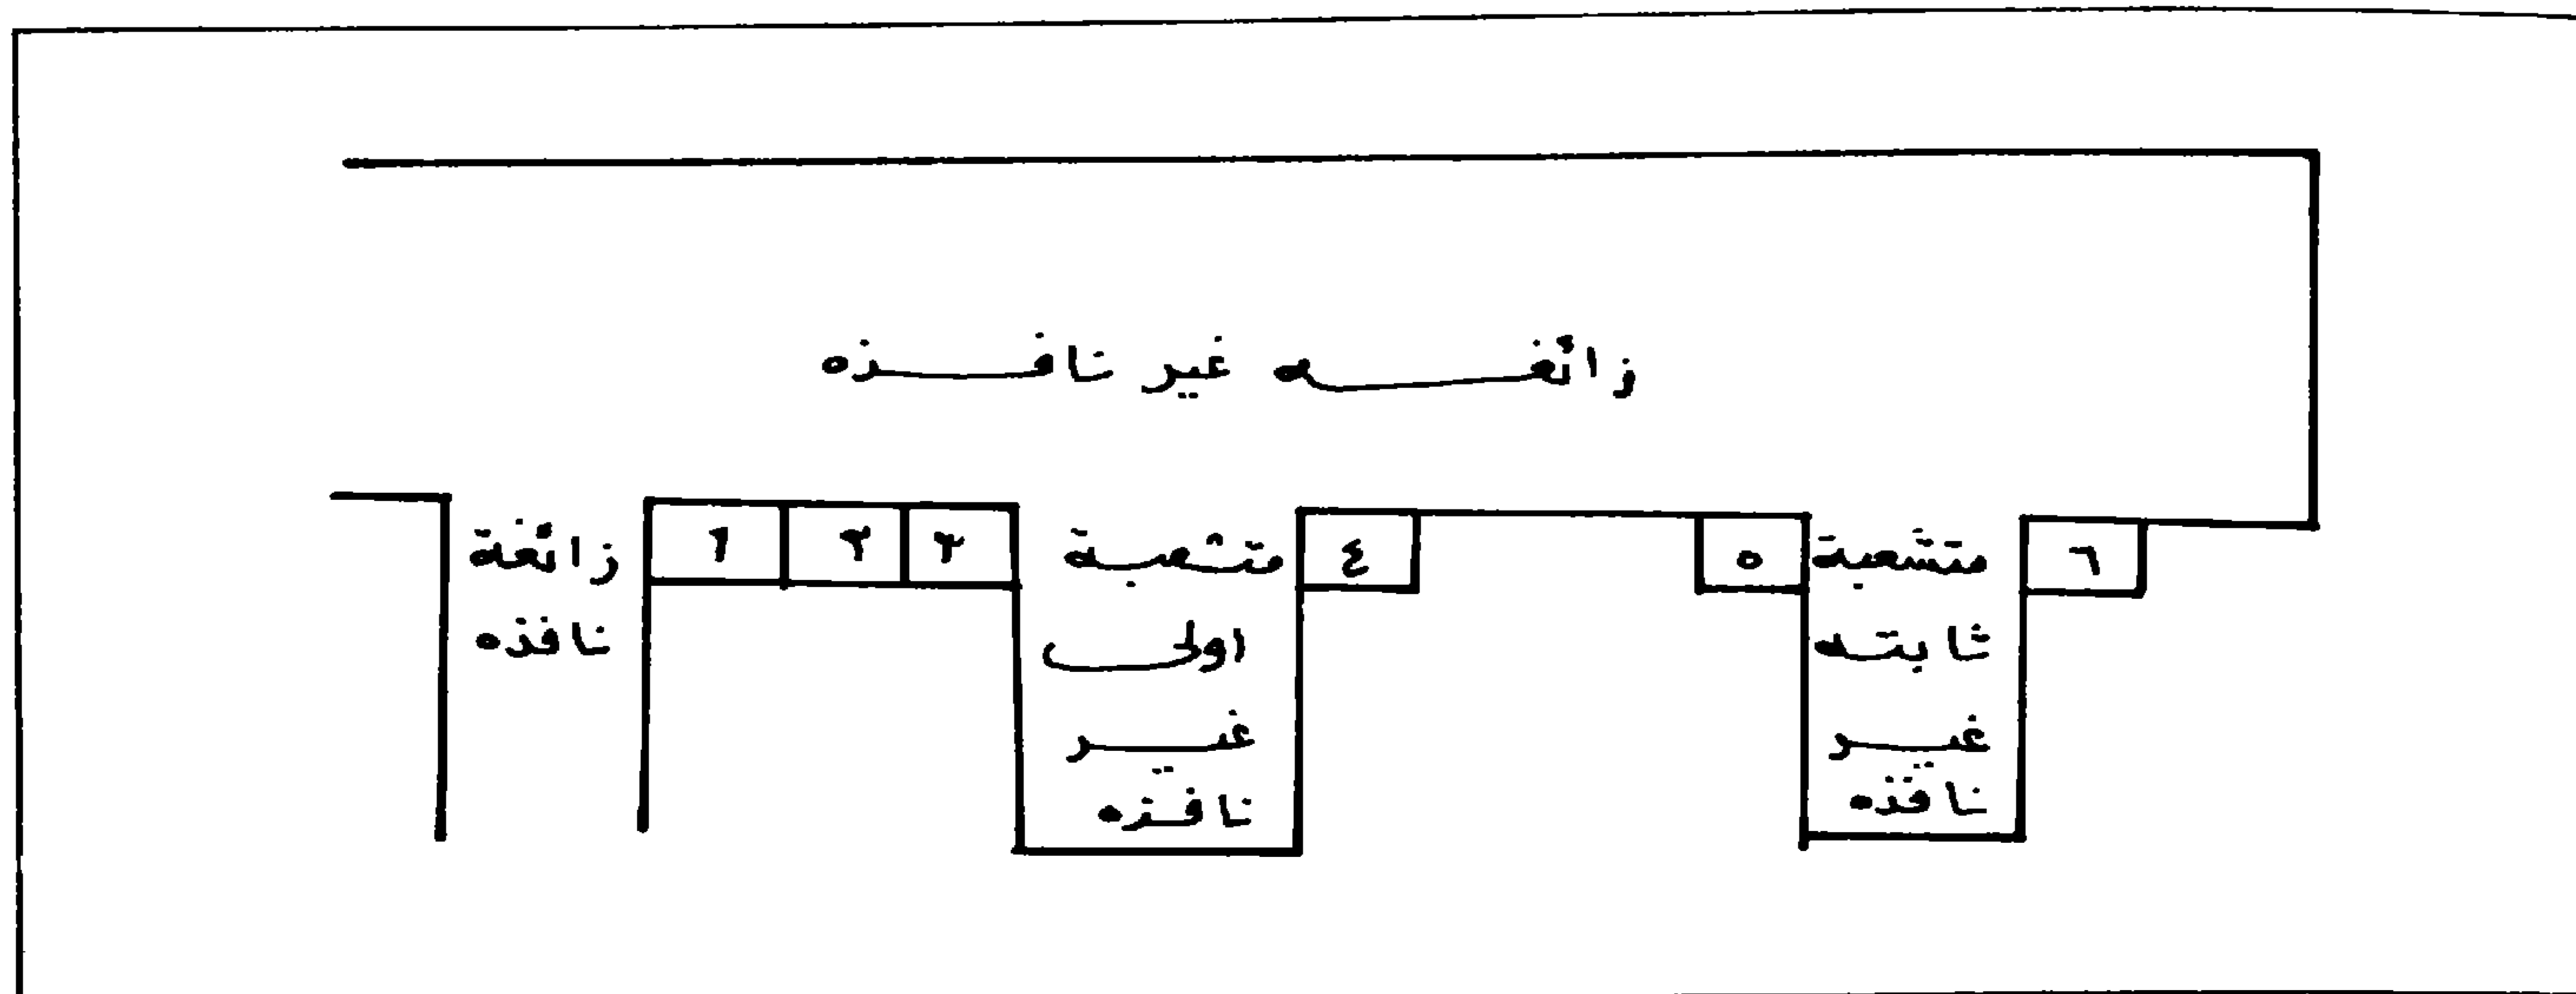 زائغه غير نافذه
٦
متشعبة
ثابته
غير
نافذه
٥
٤
متشعبة
اولى
غير
نافذه
٣
٢
١
زائغة
نافذه